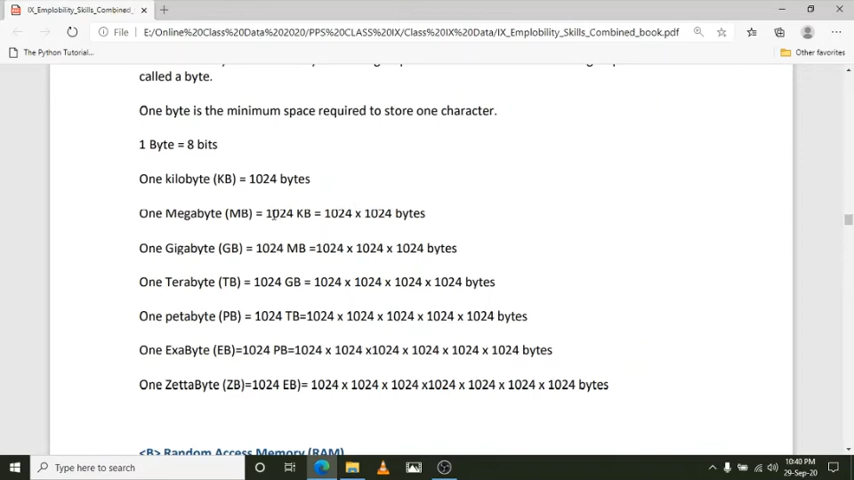 IX_Emplobility_Skills_Combined_
File
E:/Online%20Class%20Data%202020/PPS%20CLASS%20IX/Class%20IX%20Data/IX_Emplobility_Skills_Combined_book.pdf
The Python Tutorial...
Other favorites
called a byte.
One byte is the minimum space required to store one character.
1 Byte = 8 bits
One kilobyte (KB) = 1024 bytes
One Megabyte (MB) = 1024 KB = 1024 x 1024 bytes
One Gigabyte (GB) = 1024 MB =1024 x 1024 x 1024 bytes
One Terabyte (TB) = 1024 GB = 1024 x 1024 x 1024 x 1024 bytes
One petabyte (PB) = 1024 TB=1024 x 1024 x 1024 x 1024 x 1024 bytes
One ExaByte (EB)=1024 PB=1024 x 1024 x1024 x 1024 x 1024 x 1024 bytes
One ZettaByte (ZB)=1024 EB)= 1024 x 1024 x 1024 x1024 x 1024 x 1024 x 1024 bytes
<B> Random Access Memory (RAM)
Type here to search
10:40 PM
29-Sep-20